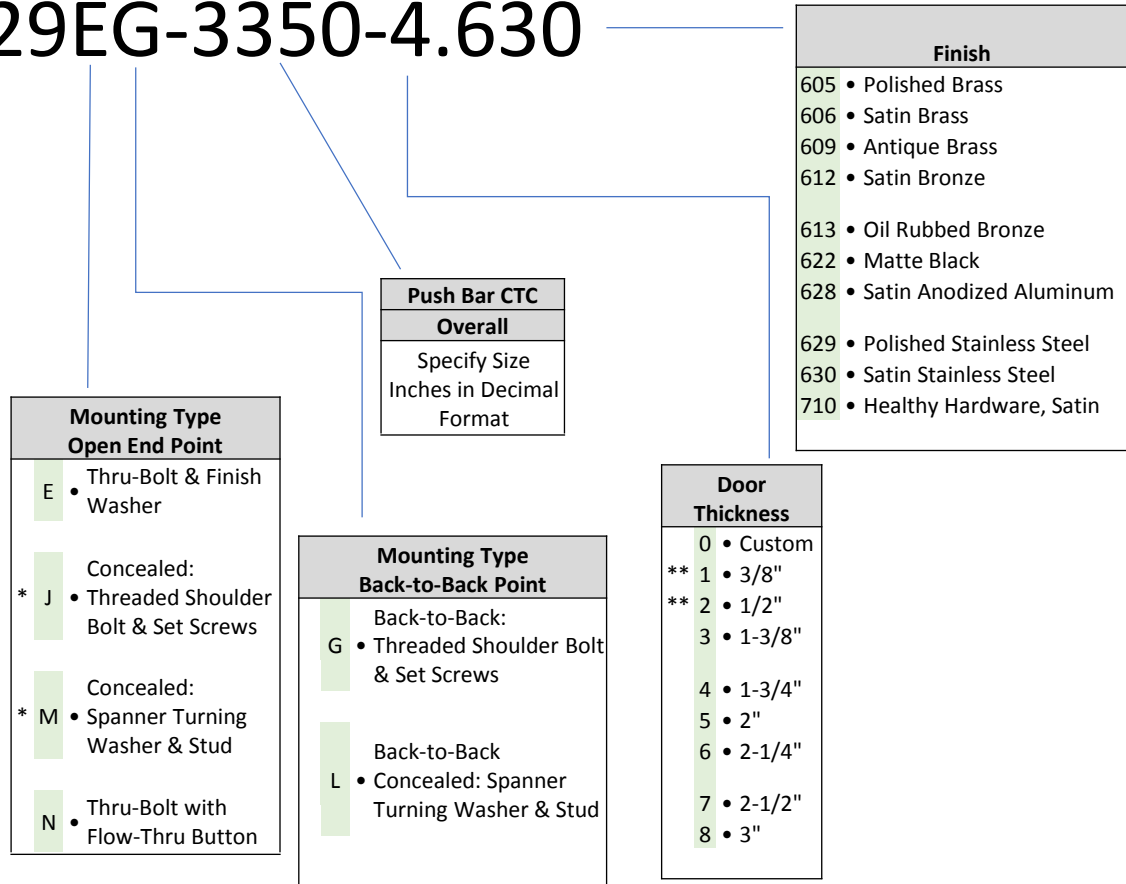 29EG-3350-4.630
Finish
605 • Polished Brass
606 • Satin Brass
609 • Antique Brass
612 • Satin Bronze
613 • Oil Rubbed Bronze
622 • Matte Black
628 • Satin Anodized Aluminum
629 • Polished Stainless Steel
630 • Satin Stainless Steel
710 • Healthy Hardware, Satin
Push Bar CTC
Overall
Specify Size
Inches in Decimal
Format
Mounting Type
Open End Point
E • Thru-Bolt & Finish
Washer
Concealed:
* J • Threaded Shoulder
Bolt & Set Screws
Concealed:
* M • Spanner Turning
Washer & Stud
N • Thru-Bolt with
Flow-Thru Button
Mounting Type
Back-to-Back Point
Back-to-Back:
G • Threaded Shoulder Bolt
& Set Screws
Back-to-Back
L • Concealed: Spanner
Turning Washer & Stud
Door
Thickness
0 • Custom
** 1 • 3/8"
** 2 • 1/2"
3 • 1-3/8"
4 • 1-3/4"
5 • 2"
6 • 2-1/4"
7 • 2-1/2"
8 • 3"